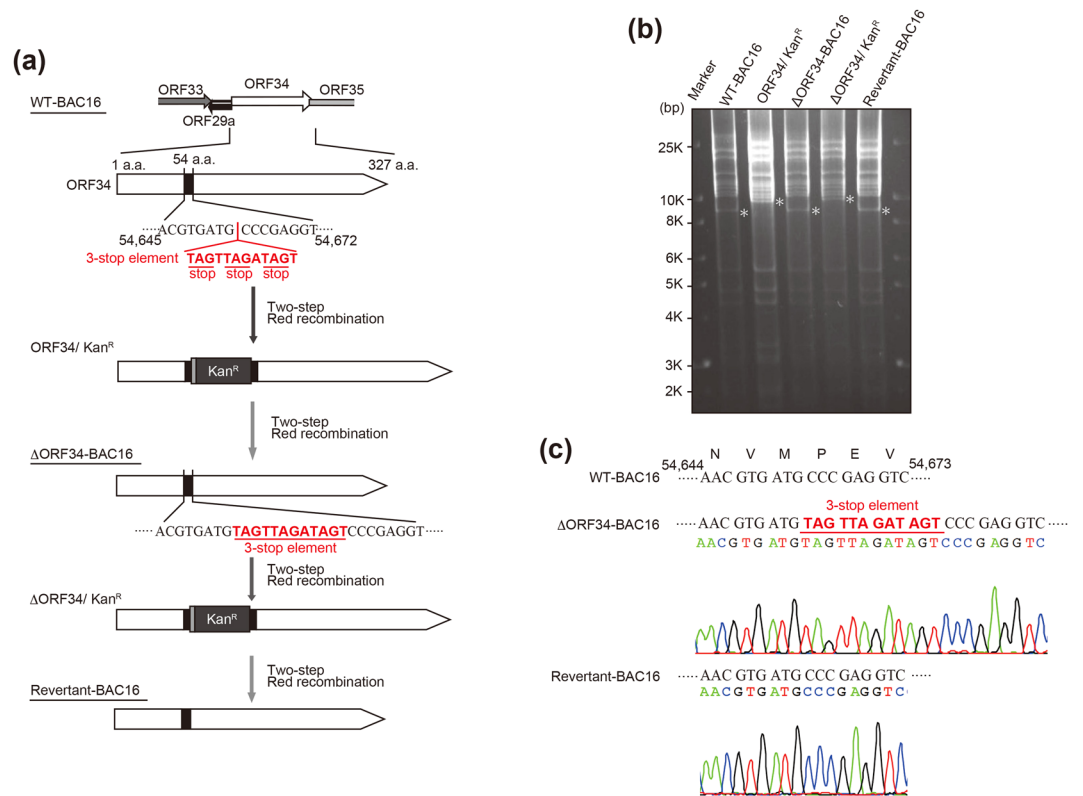 (a)
ORF33
ORF34
ORF35
WT-BAC16
ORF29a
1 a.a.
54 a.a.
327 a.a.
ORF34
·····ACGTGATG CCCGAGGT·····
54,645
54,672
3-stop element
TAGTTAGATAGT
stop stop stop
Two-step
Red recombination
ORF34/ KanR
KanR
Two-step
Red recombination
ΔORF34-BAC16
····· ACGTGATGTAGTTAGATAGTCCCGAGGT·····
3-stop element
Two-step
Red recombination
ΔORF34/ KanR
KanR
Two-step
Red recombination
Revertant-BAC16
(b)
Marker
WT-BAC16
ORF34/ KanR
ΔORF34-BAC16
ΔORF34/ KanR
Revertant-BAC16
(bp)
25K
10K
8K
6K
5K
4K
3K
2K
* * * * *
(c)
N V M P E V
54,644
54,673
WT-BAC16
····· AAC GTG ATG CCC GAG GTC·····
3-stop element
ΔORF34-BAC16
····· AAC GTG ATG TAG TTA GAT AGT CCC GAG GTC ·····
AACGTGATGTAGTTAGATAGTCCCGAGGTC
Revertant-BAC16
····· AAC GTG ATG CCC GAG GTC ·····
AACGTGATGCCCGAGGTC